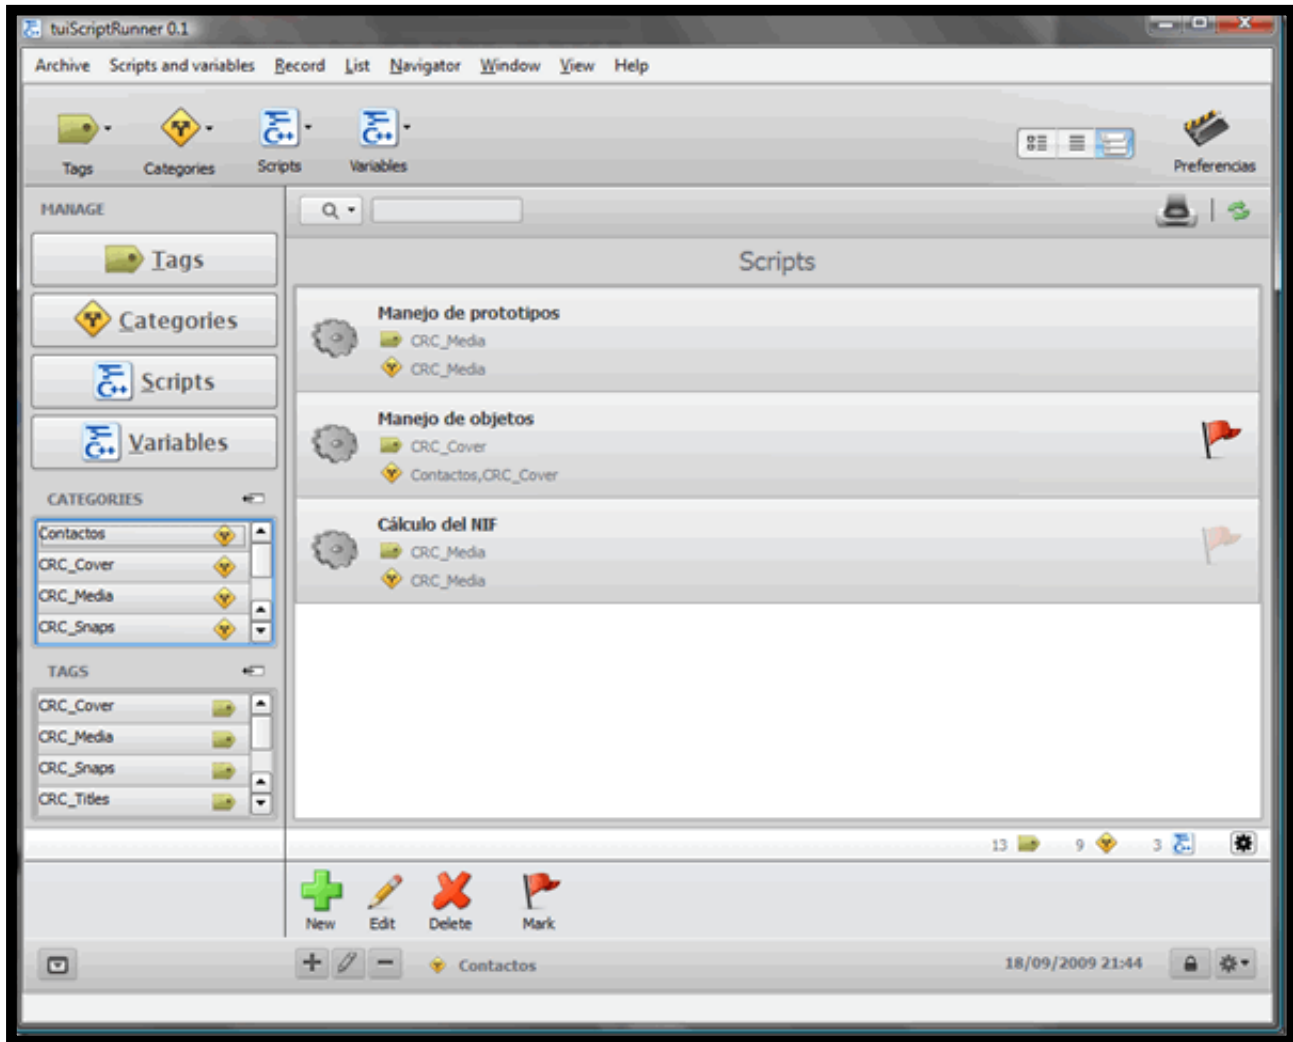 tuiScriptRunner 0.1
Archive Scripts and variables Record List Navigator Window View Help
Tags Categories Scripts Variables Preferencias
MANAGE
Tags
Categories
Scripts
Variables
CATEGORIES
Contactos
CRC_Cover
CRC_Media
CRC_Snaps
TAGS
CRC_Cover
CRC_Media
CRC_Snaps
CRC_Titles
Scripts
Manejo de prototipos
CRC_Media
CRC_Media
Manejo de objetos
CRC_Cover
Contactos,CRC_Cover
Cálculo del NIF
CRC_Media
CRC_Media
13 9 3
New Edit Delete Mark
Contactos 18/09/2009 21:44